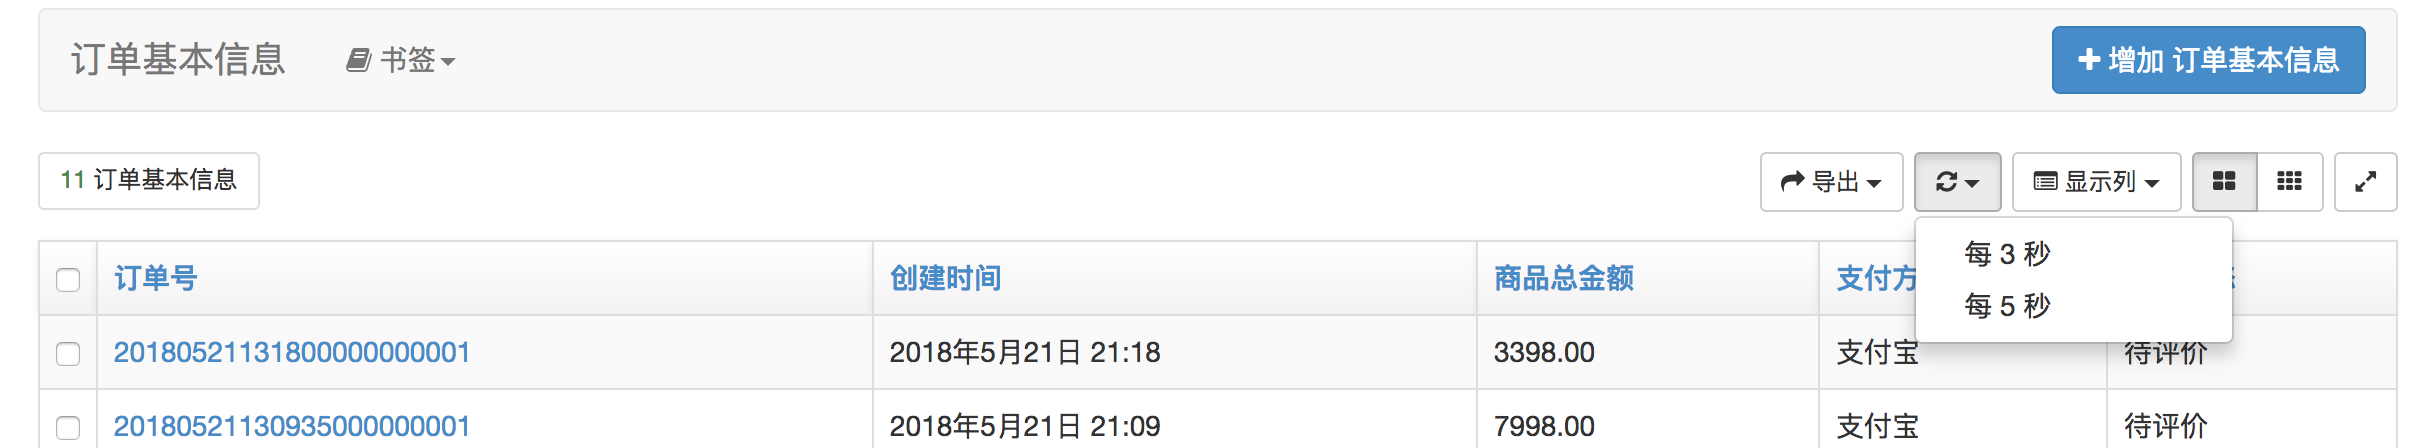 订单基本信息 书签 增加 订单基本信息
11 订单基本信息 导出 显示列
每 3 秒
每 5 秒
订单号 创建时间 商品总金额 支付方
20180521131800000000001 2018年5月21日 21:18 3398.00 支付宝 待评价
20180521130935000000001 2018年5月21日 21:09 7998.00 支付宝 待评价